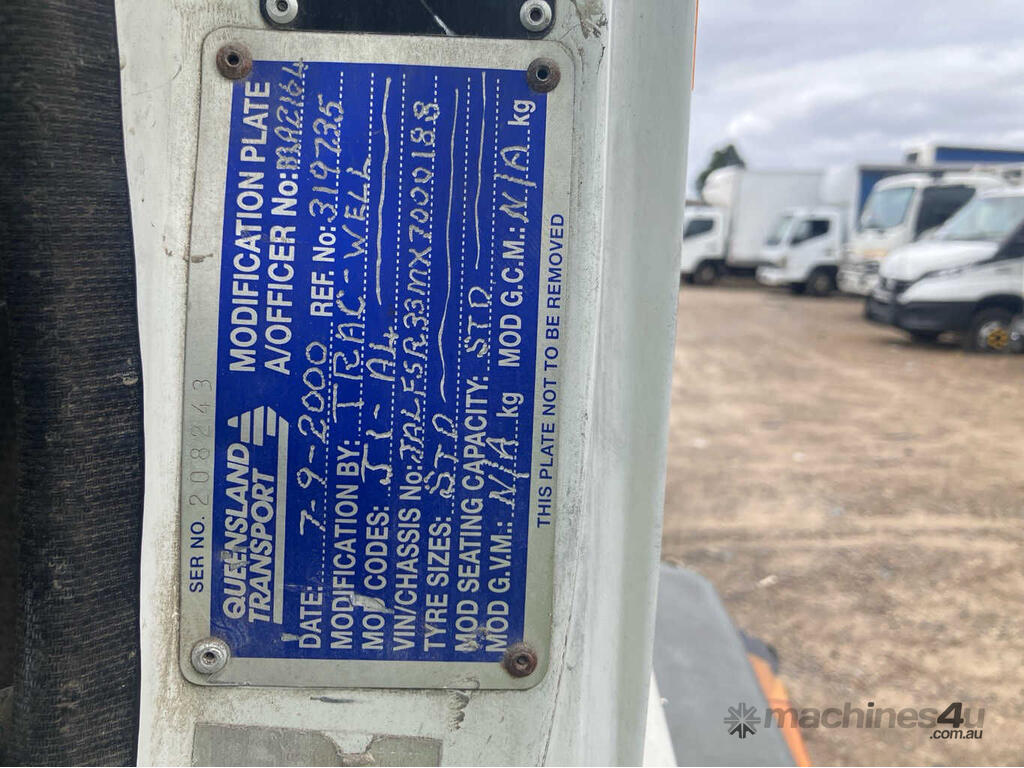 SER NO. 208243
QUEENSLAND TRANSPORT
MODIFICATION PLATE
A/OFFICER No: BA2164
DATE: 7-9-2000 REF. No: 319735
MODIFICATION BY: TRAC-WELL
MOD CODES: J1-A4
VIN/CHASSIS No: JALFSR33MX7000188
TYRE SIZES: STD
MOD SEATING CAPACITY: STD
MOD G.V.M.: N/A kg MOD G.C.M.: N/A kg
THIS PLATE NOT TO BE REMOVED
machines4u
.com.au